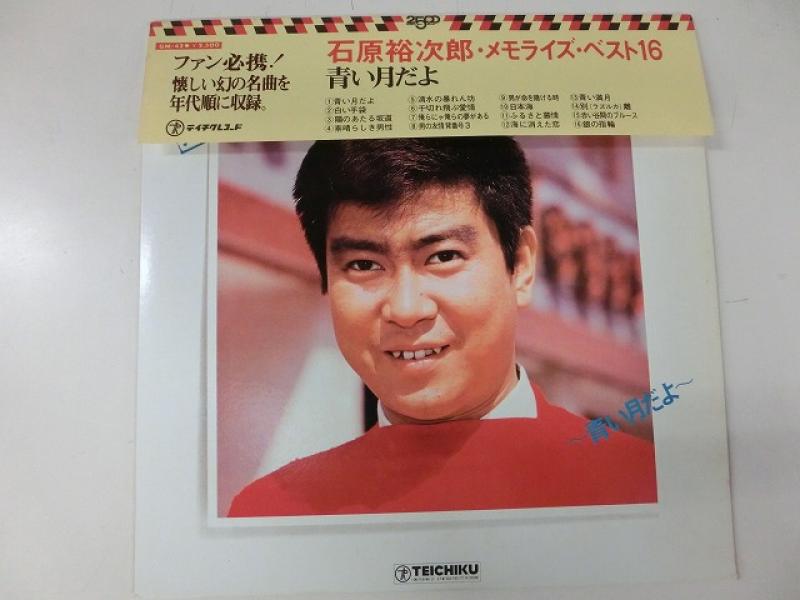 GM-43 ¥2,500
ファン必携!
懐しい幻の名曲を
年代順に収録。
テイチクレコード
石原裕次郎・メモライズ・ベスト16
青い月だよ
①青い月だよ
②白い手袋
③陽のあたる坂道
④素晴らしき男性
⑤清水の暴れん坊
⑥千切れ飛ぶ愛情
⑦俺らにゃ俺らの夢がある
⑧男の友情背番号3
⑨男が命を賭ける時
⑩日本海
⑪ふるさと慕情
⑫海に消えた恋
⑬青い満月
⑭別(ラズルカ)離
⑮赤い谷間のブルース
⑯銀の指輪
~青い月だよ~
TEICHIKU